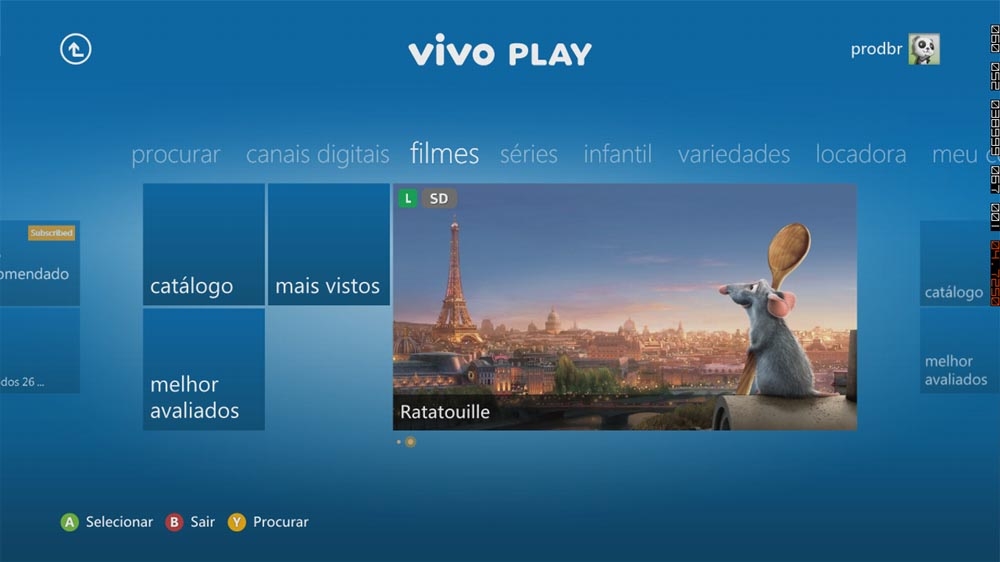 vivo PLAY
prodbr
procurar
canais digitais
filmes
séries
infantil
variedades
locadora
meu
Subscribed
omendado
dos 26 ...
catálogo
mais vistos
melhor
avaliados
L
SD
Ratatouille
catálogo
melhor
avaliados
A Selecionar
B Sair
Y Procurar